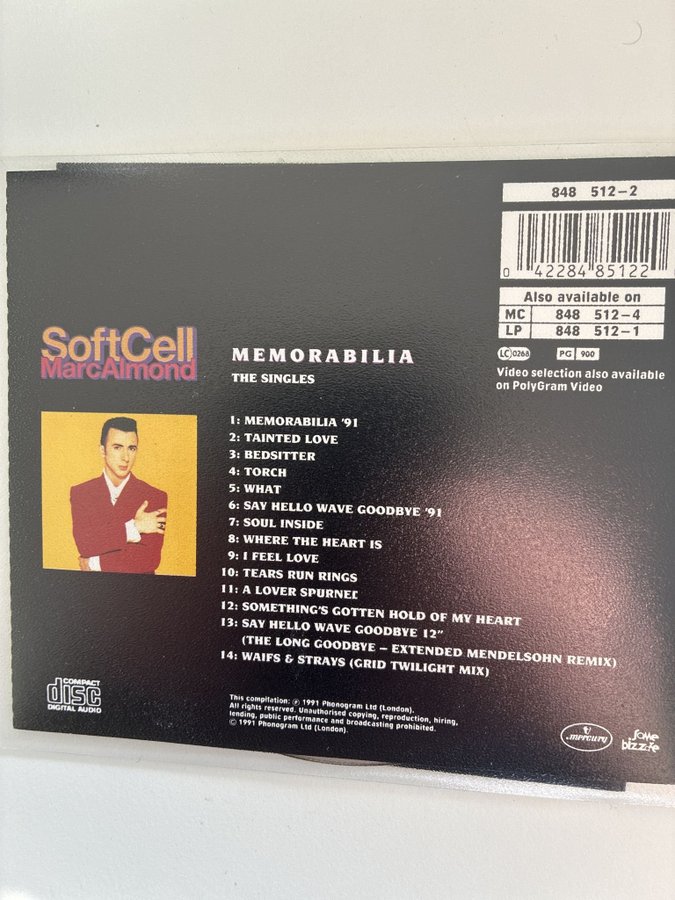 848 512-2
0 42284 85122
Also available on
MC 848 512-4
LP 848 512-1
LC 0268
PG 900
Video selection also available
on PolyGram Video
SoftCell
MarcAlmond
MEMORABILIA
THE SINGLES
1: MEMORABILIA '91
2: TAINTED LOVE
3: BEDSITTER
4: TORCH
5: WHAT
6: SAY HELLO WAVE GOODBYE '91
7: SOUL INSIDE
8: WHERE THE HEART IS
9: I FEEL LOVE
10: TEARS RUN RINGS
11: A LOVER SPURNED
12: SOMETHING'S GOTTEN HOLD OF MY HEART
13: SAY HELLO WAVE GOODBYE 12"
(THE LONG GOODBYE – EXTENDED MENDELSOHN REMIX)
14: WAIFS & STRAYS (GRID TWILIGHT MIX)
COMPACT
disc
DIGITAL AUDIO
This compilation: ℗ 1991 Phonogram Ltd (London).
All rights reserved. Unauthorised copying, reproduction, hiring,
lending, public performance and broadcasting prohibited.
© 1991 Phonogram Ltd (London).
mercury
some
bizzare